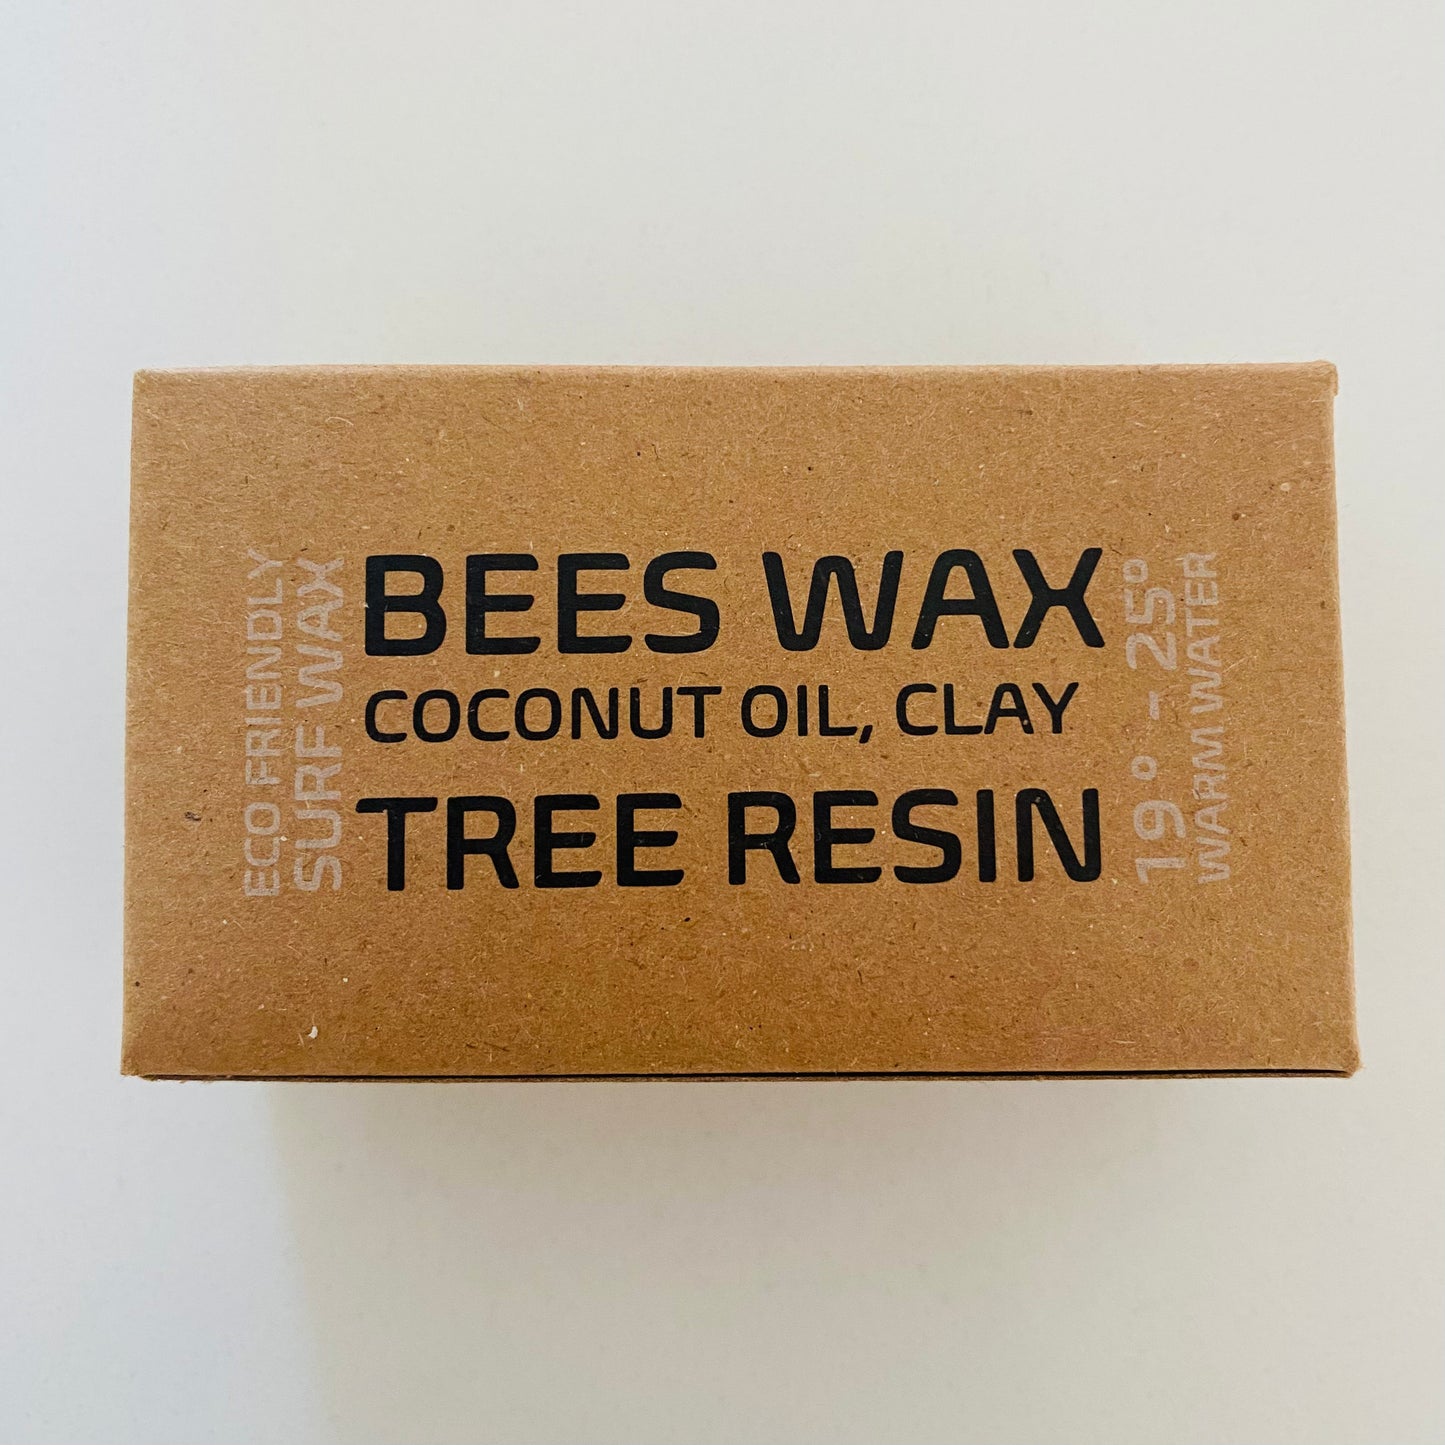 ECO FRIENDLY
SURF WAX
BEES WAX
COCONUT OIL, CLAY
TREE RESIN
19° - 25°
WARM WATER